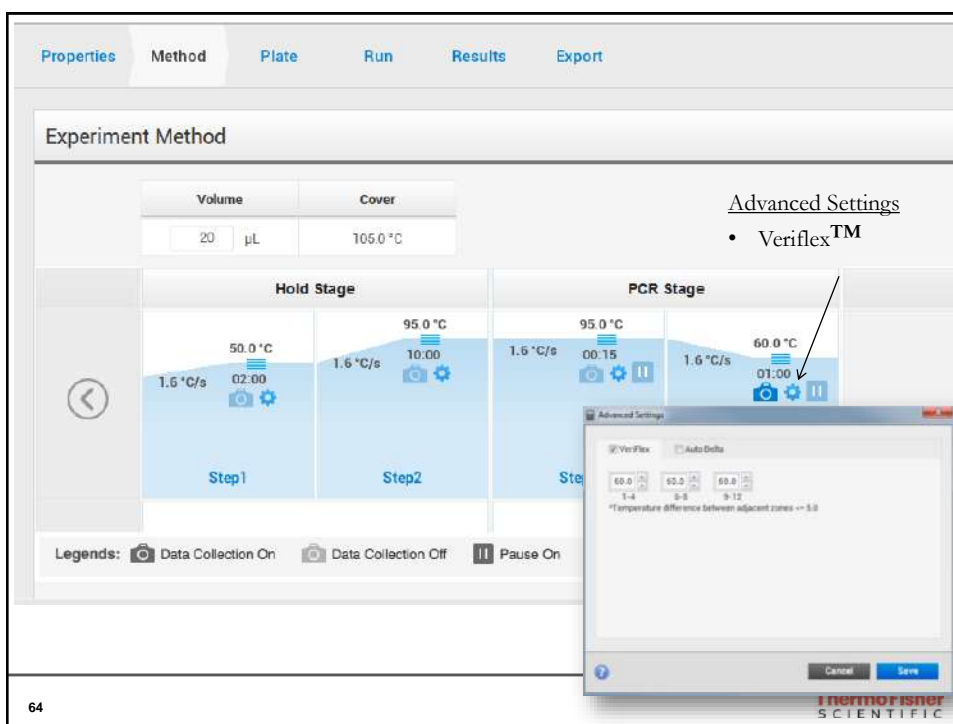 Properties Method Plate Run Results Export
Experiment Method
Volume Cover
20 µL 105.0 °C
Advanced Settings
• Veriflex™
Hold Stage PCR Stage
1.6 °C/s 50.0 °C 02:00
1.6 °C/s 95.0 °C 10:00
1.6 °C/s 95.0 °C 00:15
1.6 °C/s 60.0 °C 01:00
Step1 Step2 Ste
Advanced Settings
VeriFlex Auto Delta
60.0 60.0
1-4 5-8 9-12
*Temperature difference between adjacent zones <= 5.0
Legends: Data Collection On Data Collection Off Pause On
Cancel Save
64
ThermoFisher
SCIENTIFIC